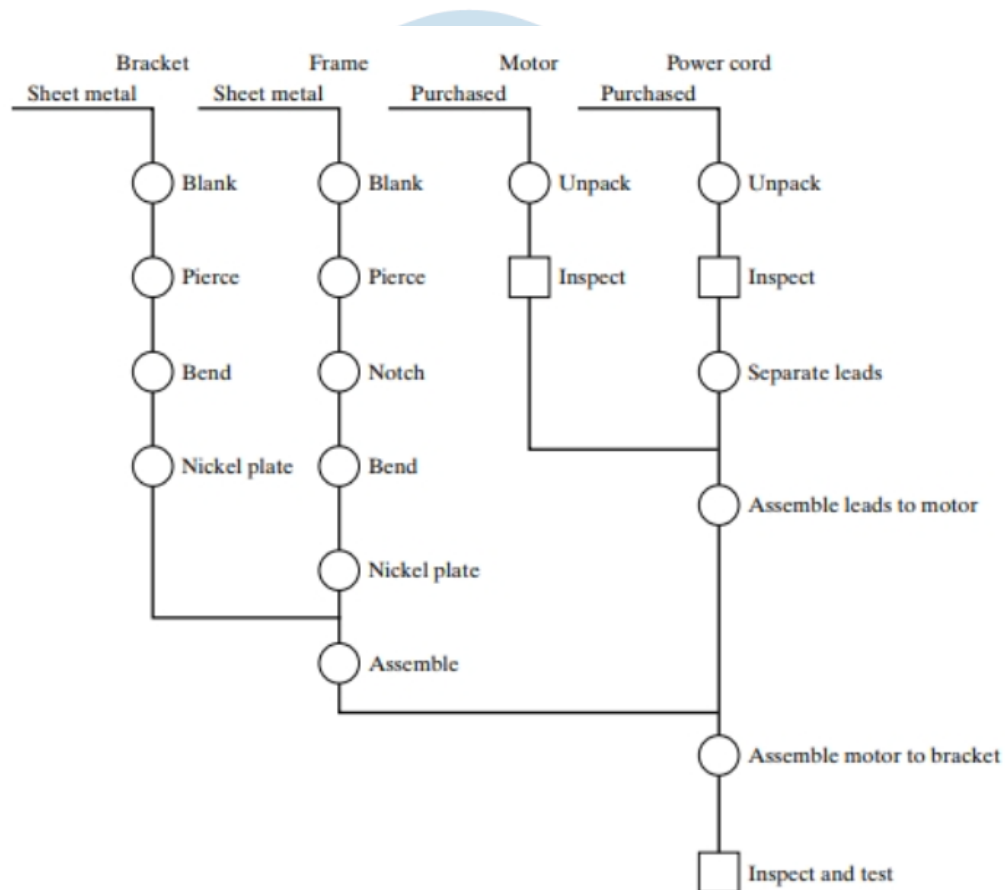 Bracket Frame Motor Power cord
Sheet metal Sheet metal Purchased Purchased
Blank Blank Unpack Unpack
Pierce Pierce Inspect Inspect
Bend Notch Separate leads
Nickel plate Bend
Assemble leads to motor
Nickel plate
Assemble
Assemble motor to bracket
Inspect and test